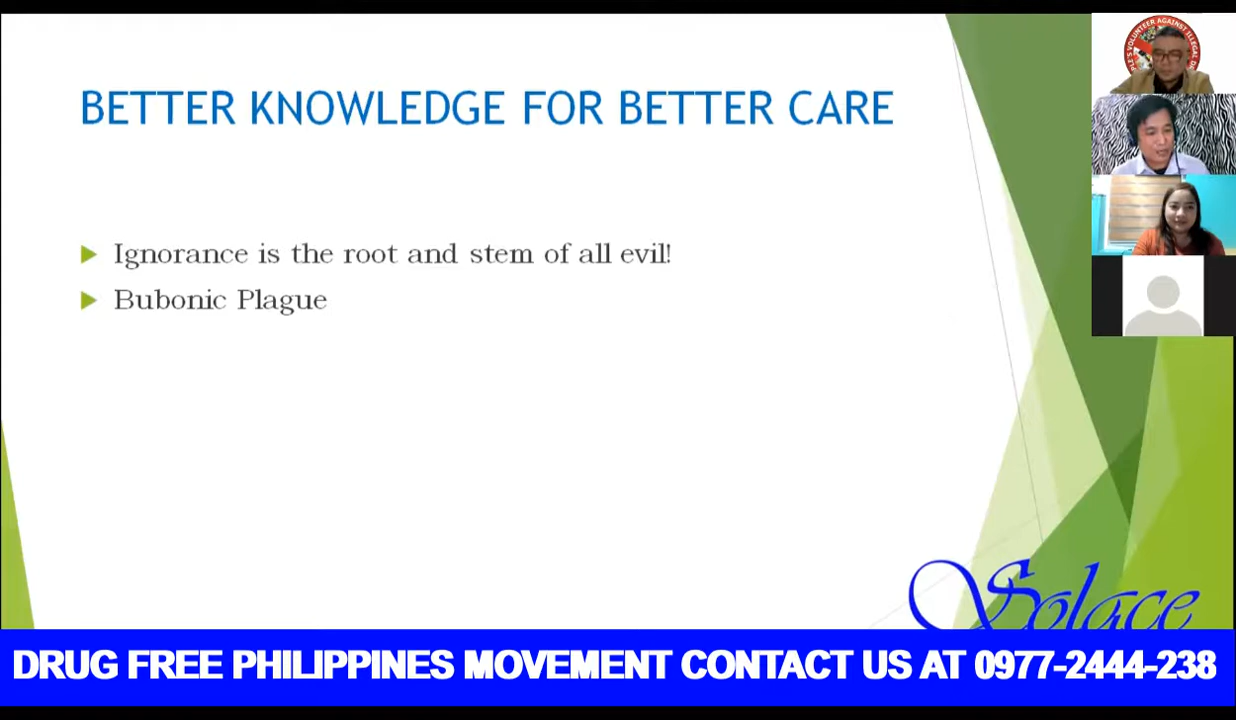 BETTER KNOWLEDGE FOR BETTER CARE
Ignorance is the root and stem of all evil!
Bubonic Plague
Solace
DRUG FREE PHILIPPINES MOVEMENT CONTACT US AT 0977-2444-238